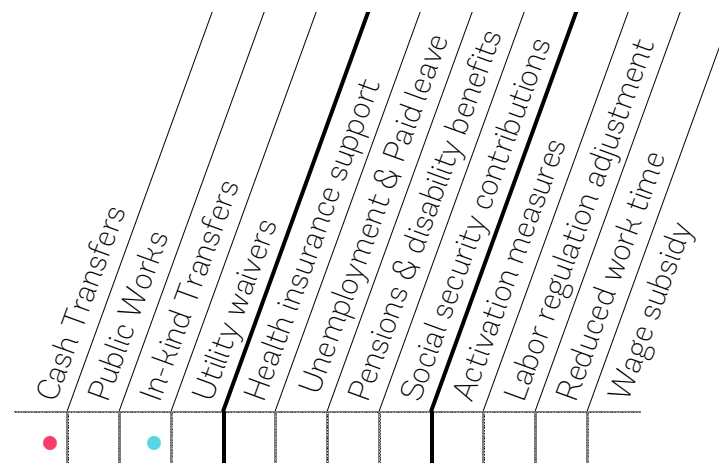 Cash Transfers
Public Works
In-kind Transfers
Utility waivers
Health insurance support
Unemployment & Paid leave
Pensions & disability benefits
Social security contributions
Activation measures
Labor regulation adjustment
Reduced work time
Wage subsidy